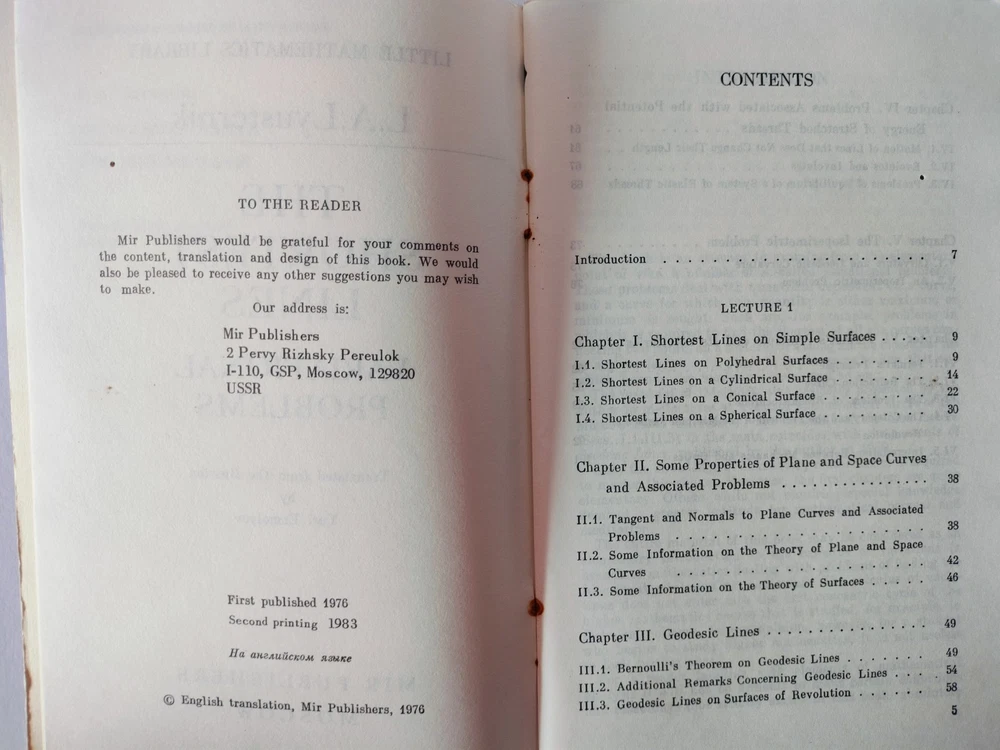 TO THE READER
Mir Publishers would be grateful for your comments on
the content, translation and design of this book. We would
also be pleased to receive any other suggestions you may wish
to make.
Our address is:
Mir Publishers
2 Pervy Rizhsky Pereulok
I-110, GSP, Moscow, 129820
USSR
First published 1976
Second printing 1983
На английском языке
© English translation, Mir Publishers, 1976
CONTENTS
Introduction . . . . . . . . . . . . . . . . . . . . . . 7
LECTURE 1
Chapter I. Shortest Lines on Simple Surfaces . . . . . 9
I.1. Shortest Lines on Polyhedral Surfaces . . . . . . . . 9
I.2. Shortest Lines on a Cylindrical Surface . . . . . . . . 14
I.3. Shortest Lines on a Conical Surface . . . . . . . . . 22
I.4. Shortest Lines on a Spherical Surface . . . . . . . . . 30
Chapter II. Some Properties of Plane and Space Curves
and Associated Problems . . . . . . . . . . . . . . . 38
II.1. Tangent and Normals to Plane Curves and Associated
Problems . . . . . . . . . . . . . . . . . . . . 38
II.2. Some Information on the Theory of Plane and Space
Curves . . . . . . . . . . . . . . . . . . . . 42
II.3. Some Information on the Theory of Surfaces . . . . . 46
Chapter III. Geodesic Lines . . . . . . . . . . . . . . . . 49
III.1. Bernoulli's Theorem on Geodesic Lines . . . . . . . 49
III.2. Additional Remarks Concerning Geodesic Lines . . . . 54
III.3. Geodesic Lines on Surfaces of Revolution . . . . . . 58
5